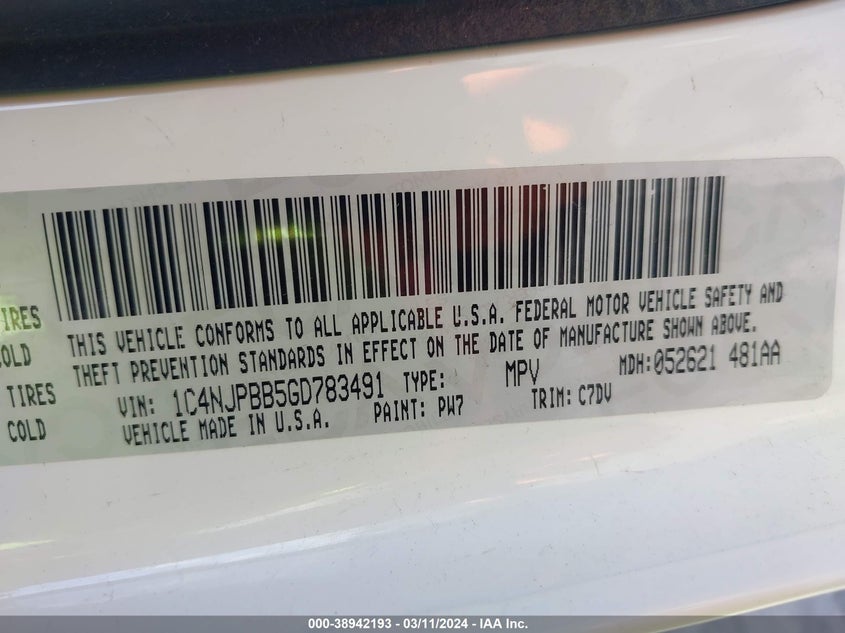 THIS VEHICLE CONFORMS TO ALL APPLICABLE U.S.A. FEDERAL MOTOR VEHICLE SAFETY AND
THEFT PREVENTION STANDARDS IN EFFECT ON THE DATE OF MANUFACTURE SHOWN ABOVE.
VIN: 1C4NJPBB5GD783491 TYPE: MPV MDH:052621 481AA
VEHICLE MADE IN U.S.A. PAINT: PW7 TRIM: C7DV
TIRES
COLD
TIRES
COLD
000-38942193 - 03/11/2024 - IAA Inc.